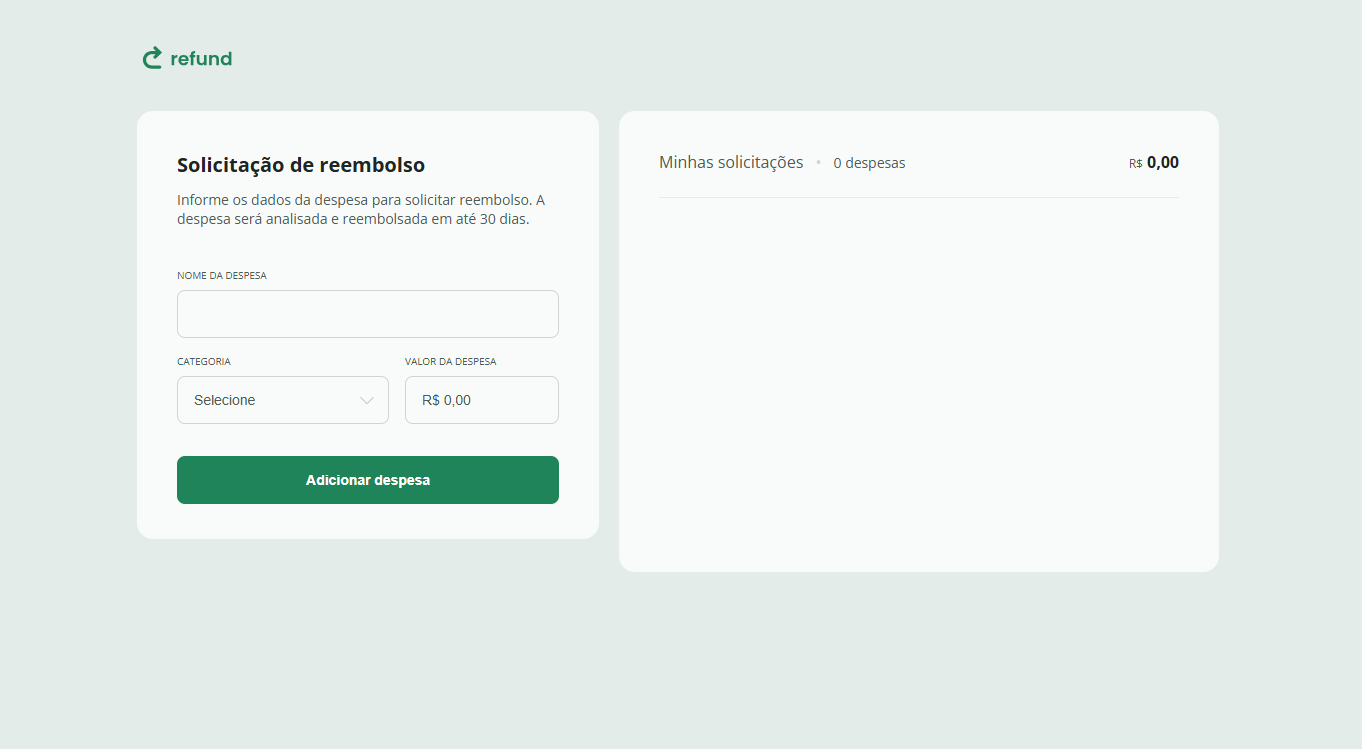 refund
Solicitação de reembolso
Informe os dados da despesa para solicitar reembolso. A
despesa será analisada e reembolsada em até 30 dias.
NOME DA DESPESA
CATEGORIA VALOR DA DESPESA
Selecione R$ 0,00
Adicionar despesa
Minhas solicitações • 0 despesas R$ 0,00